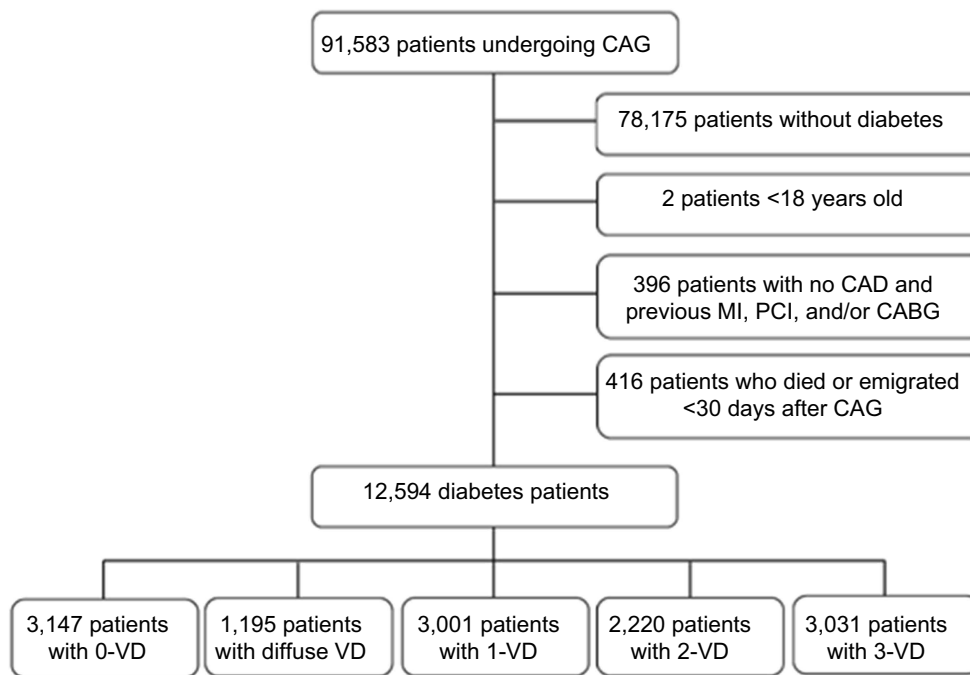 91,583 patients undergoing CAG
78,175 patients without diabetes
2 patients <18 years old
396 patients with no CAD and
previous MI, PCI, and/or CABG
416 patients who died or emigrated
<30 days after CAG
12,594 diabetes patients
3,147 patients
with 0-VD
1,195 patients
with diffuse VD
3,001 patients
with 1-VD
2,220 patients
with 2-VD
3,031 patients
with 3-VD